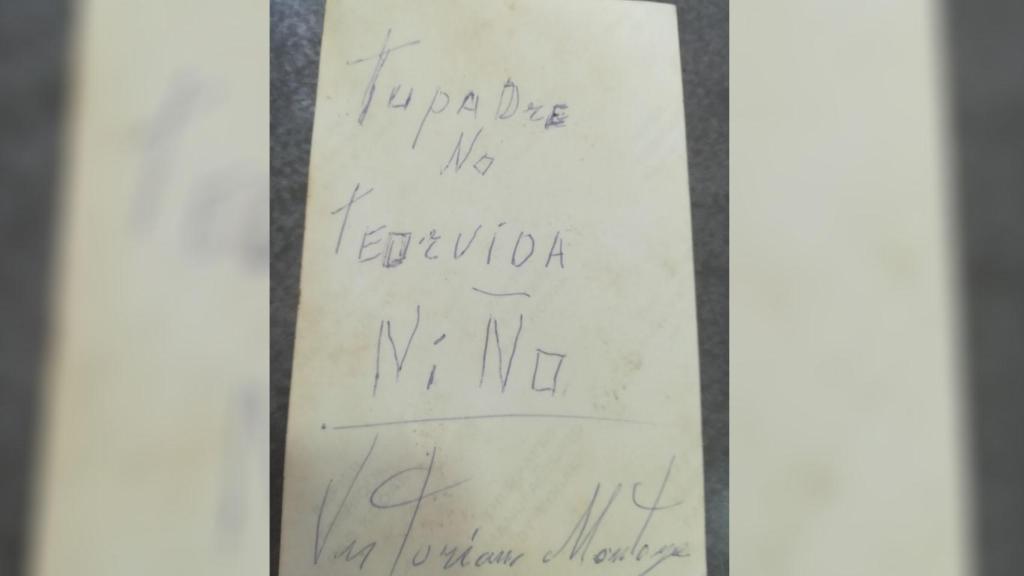 TupADrE
No
TEOrVIDA
NiÑo
Victoriano Montoya